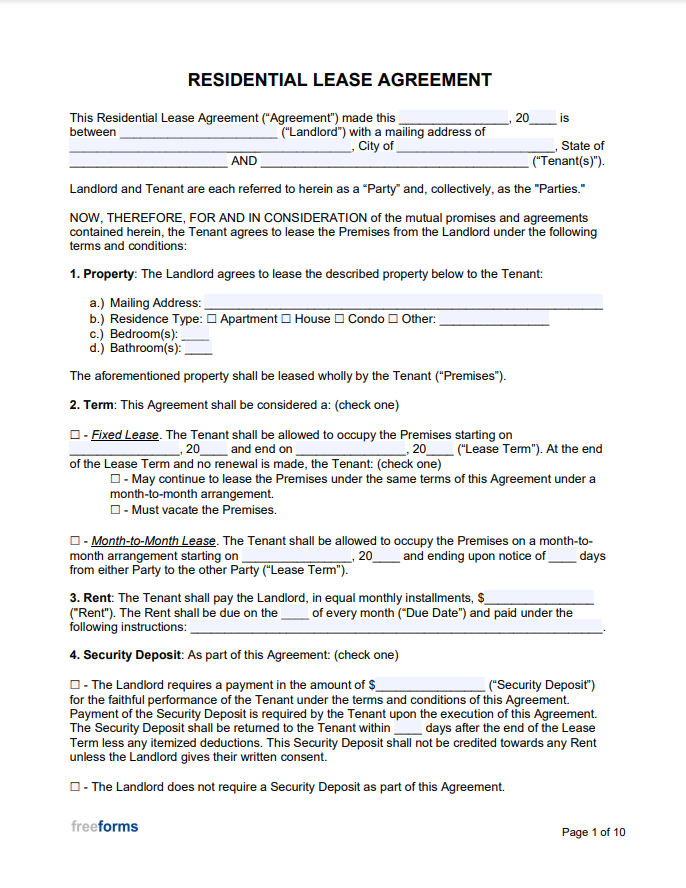 RESIDENTIAL LEASE AGREEMENT
This Residential Lease Agreement (“Agreement”) made this ________________, 20____ is
between _______________________ (“Landlord”) with a mailing address of
_________________________________________, City of _______________________, State of
_______________________ AND _______________________________________ (“Tenant(s)”).
Landlord and Tenant are each referred to herein as a “Party” and, collectively, as the "Parties."
NOW, THEREFORE, FOR AND IN CONSIDERATION of the mutual promises and agreements
contained herein, the Tenant agrees to lease the Premises from the Landlord under the following
terms and conditions:
1. Property: The Landlord agrees to lease the described property below to the Tenant:
a.) Mailing Address: __________________________________________________________
b.) Residence Type: ☐ Apartment ☐ House ☐ Condo ☐ Other: ________________
c.) Bedroom(s): ____
d.) Bathroom(s): ____
The aforementioned property shall be leased wholly by the Tenant (“Premises”).
2. Term: This Agreement shall be considered a: (check one)
☐ - Fixed Lease. The Tenant shall be allowed to occupy the Premises starting on
________________, 20____ and end on ________________, 20____ (“Lease Term”). At the end
of the Lease Term and no renewal is made, the Tenant: (check one)
☐ - May continue to lease the Premises under the same terms of this Agreement under a
month-to-month arrangement.
☐ - Must vacate the Premises.
☐ - Month-to-Month Lease. The Tenant shall be allowed to occupy the Premises on a month-to-
month arrangement starting on ________________, 20____ and ending upon notice of ____ days
from either Party to the other Party (“Lease Term”).
3. Rent: The Tenant shall pay the Landlord, in equal monthly installments, $________________
("Rent"). The Rent shall be due on the ____ of every month (“Due Date”) and paid under the
following instructions: ____________________________________________________________.
4. Security Deposit: As part of this Agreement: (check one)
☐ - The Landlord requires a payment in the amount of $________________ (“Security Deposit”)
for the faithful performance of the Tenant under the terms and conditions of this Agreement.
Payment of the Security Deposit is required by the Tenant upon the execution of this Agreement.
The Security Deposit shall be returned to the Tenant within ____ days after the end of the Lease
Term less any itemized deductions. This Security Deposit shall not be credited towards any Rent
unless the Landlord gives their written consent.
☐ - The Landlord does not require a Security Deposit as part of this Agreement.
freeforms
Page 1 of 10